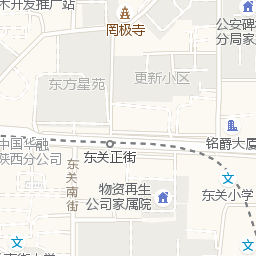 术开发推广站
罔极寺
公安碑
分局家
东方星苑
更新小区
中国华融
陕西分公司
铭爵大厦
东关正街
东关南街
物资再生
公司家属院
东关小学